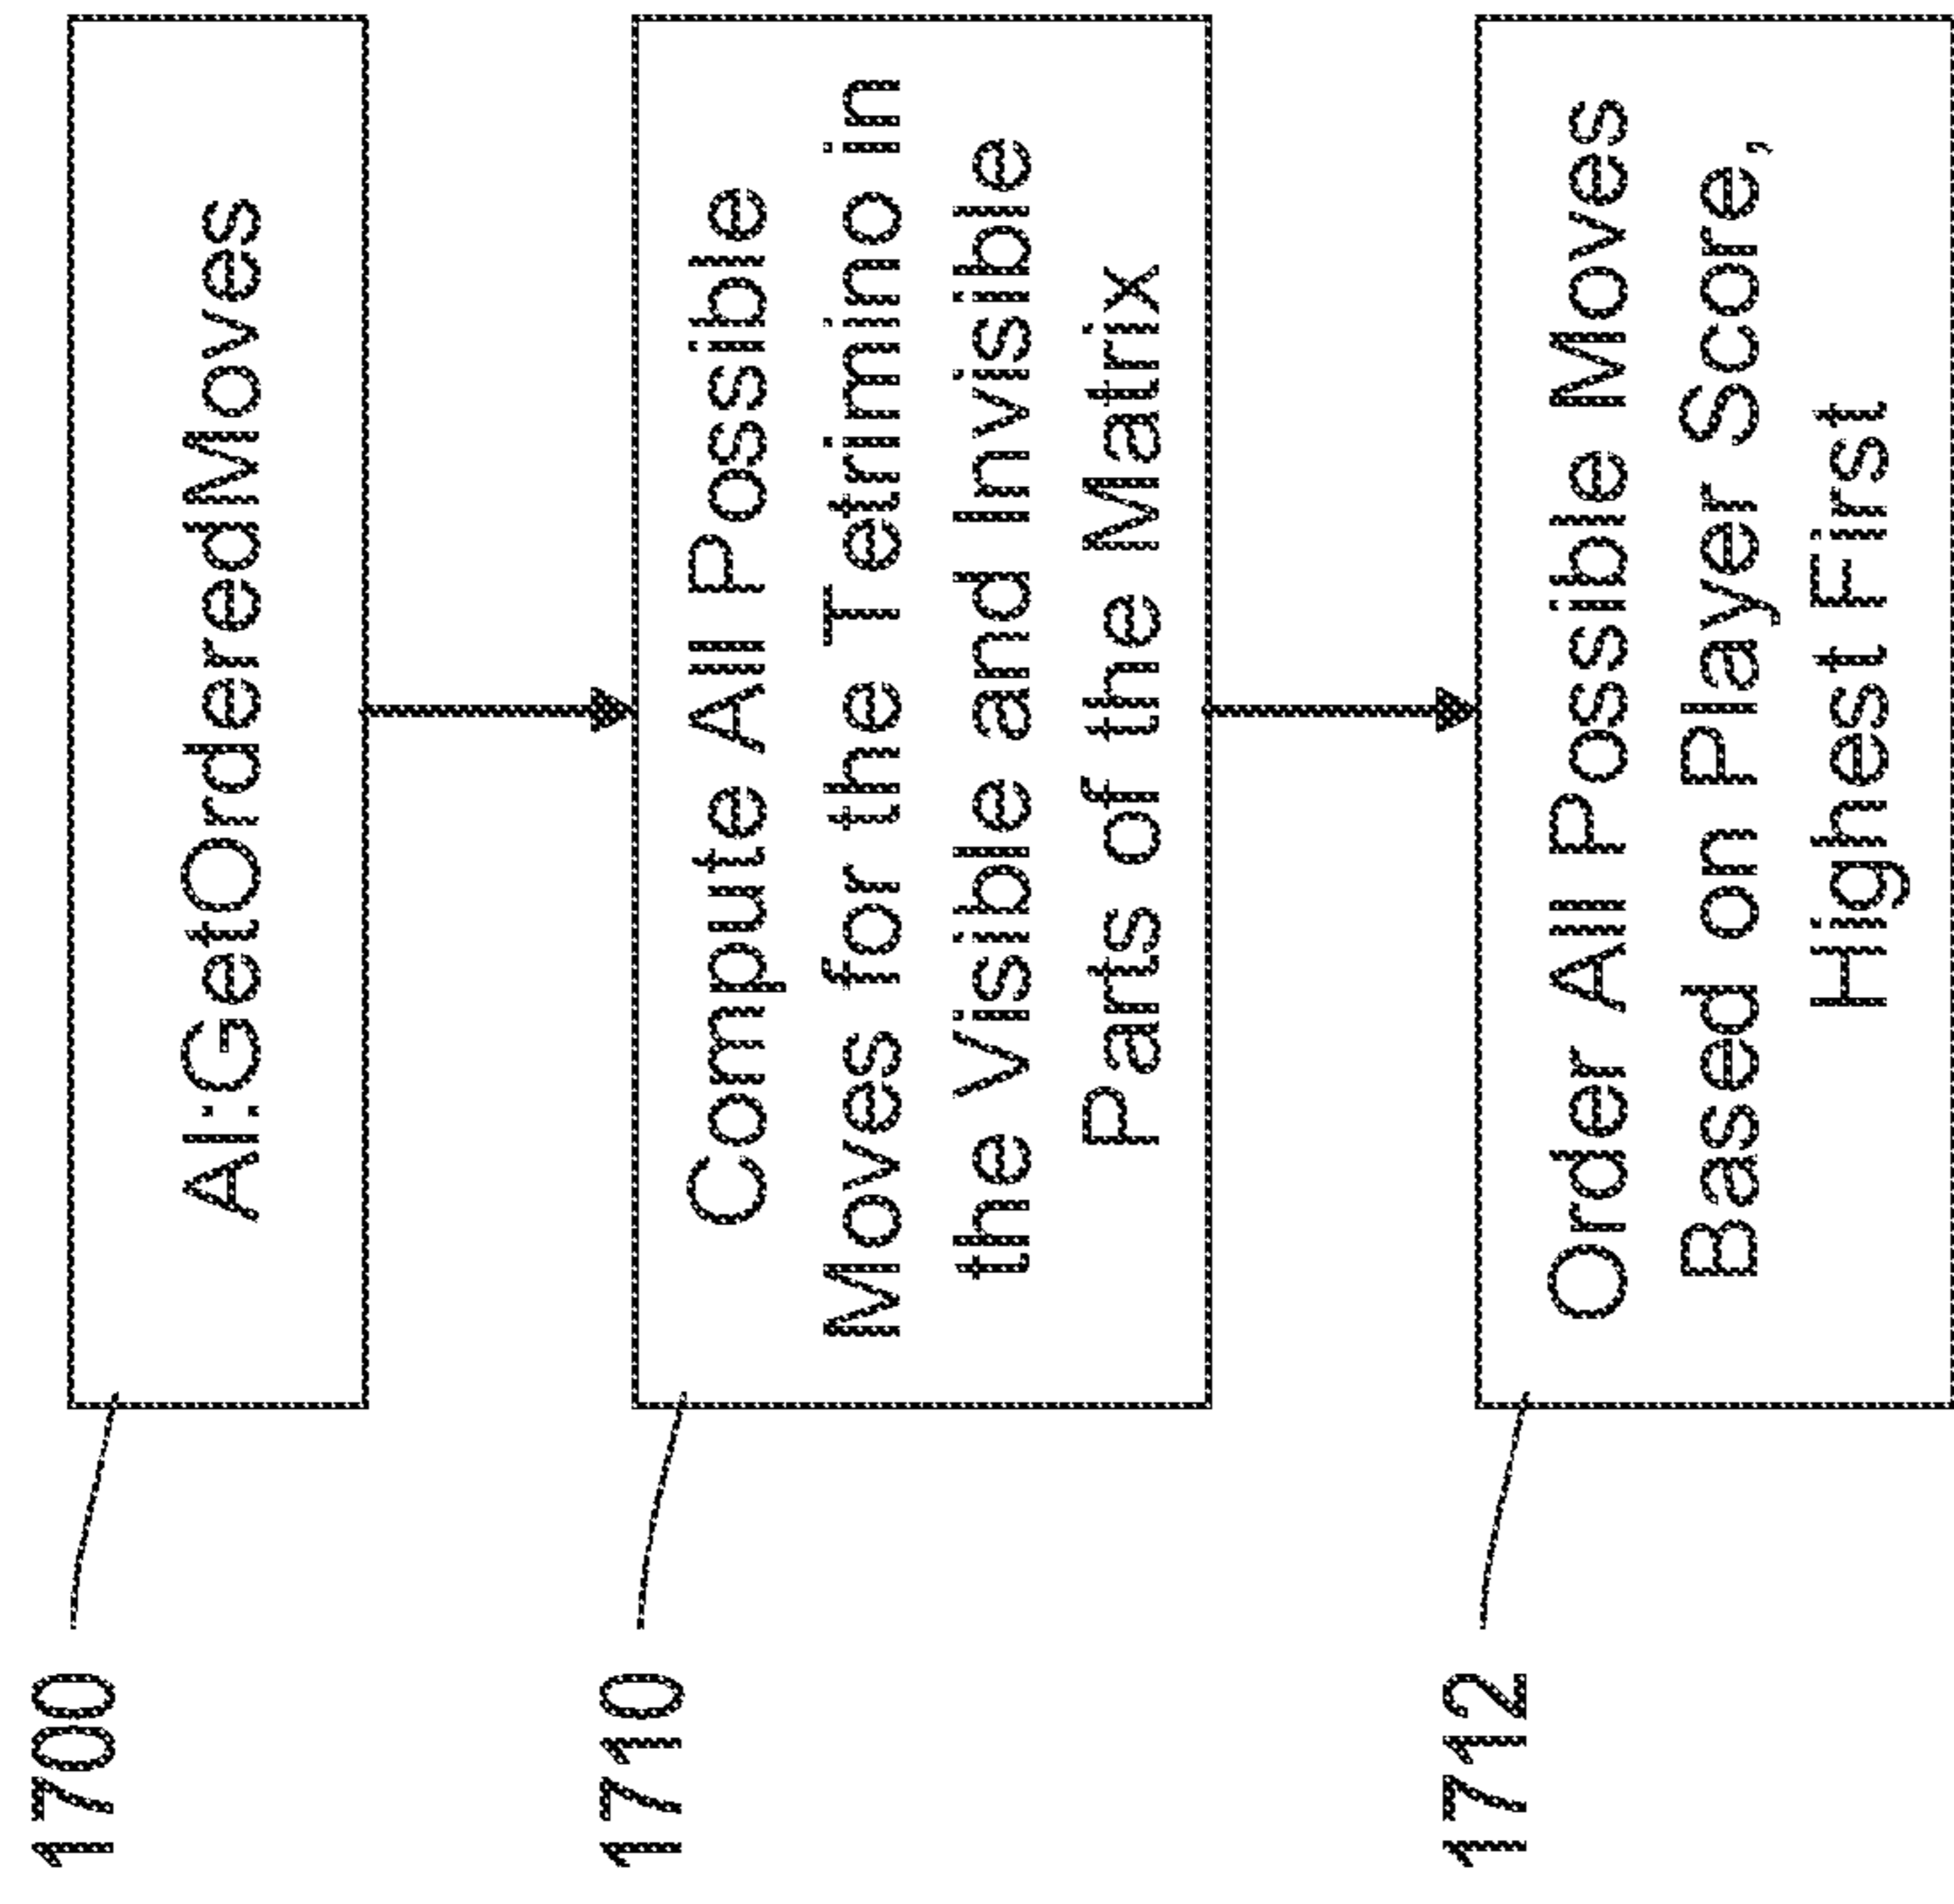 1700
AI:GetOrderedMoves
1710
Compute All Possible
Moves for the Tetrimino in
the Visible and Invisible
Parts of the Matrix
1712
Order All Possible Moves
Based on Player Score,
Highest First